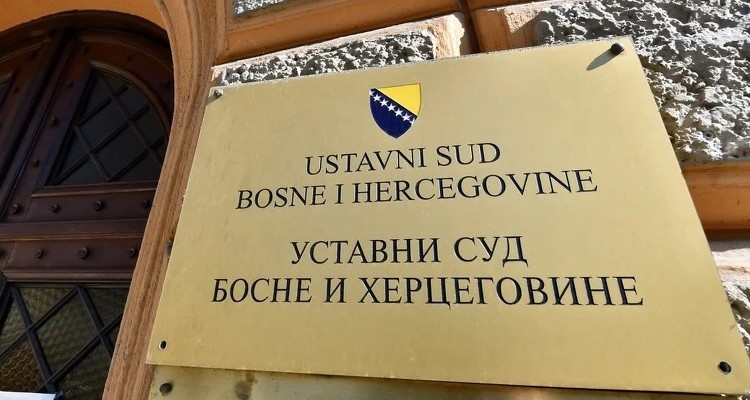 USTAVNI SUD
BOSNE I HERCEGOVINE
УСТАВНИ СУД
БОСНЕ И ХЕРЦЕГОВИНЕ